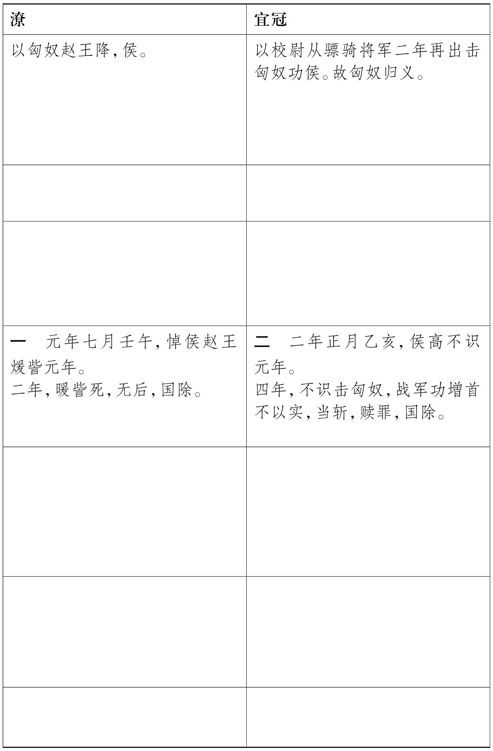 潦
宜冠
以匈奴赵王降,侯。
以校尉从骠骑将军二年再出击
匈奴功侯。故匈奴归义。
一 元年七月壬午,悼侯赵王
煖訾元年。
二年,暖訾死,无后,国除。
二 二年正月乙亥,侯高不识
元年。
四年,不识击匈奴,战军功增首
不以实,当斩,赎罪,国除。